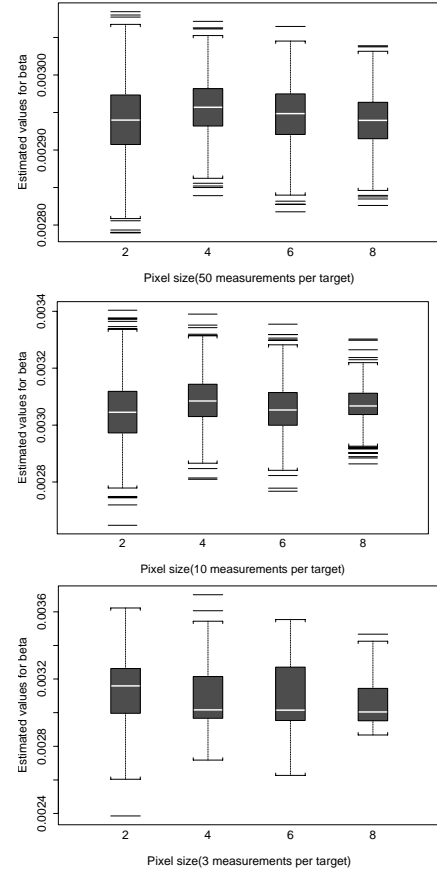 Estimated values for beta
0.00300
0.00290
0.00280
2 4 6 8
Pixel size(50 measurements per target)
Estimated values for beta
0.0034
0.0032
0.0030
0.0028
2 4 6 8
Pixel size(10 measurements per target)
Estimated values for beta
0.0036
0.0032
0.0028
0.0024
2 4 6 8
Pixel size(3 measurements per target)